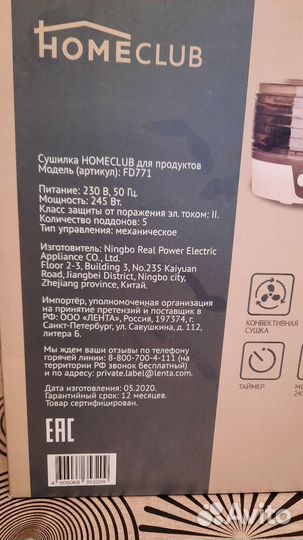 HOMECLUB
Сушилка HOMECLUB для продуктов
Модель (артикул): FD771
Питание: 230 В, 50 Гц.
Мощность: 245 Вт.
Класс защиты от поражения эл. током: II.
Количество поддонов: 5
Тип управления: механическое
Изготовитель: Ningbo Real Power Electric
Appliance CO., Ltd.
Floor 2-3, Building 3, No.235 Kaiyuan
Road, Jiangbei District, Ningbo city,
Zhejiang province, Китай.
Импортёр, уполномоченная организация
на принятие претензий и поставщик в
РФ: ООО «ЛЕНТА», Россия, 197374, г.
Санкт-Петербург, ул. Савушкина, д. 112,
литера Б.
Мы ждем ваши отзывы по телефону
горячей линии: 8-800-700-4-111 (на
территории РФ звонок бесплатный)
и по адресу: private.label@lenta.com.
Дата изготовления: 05.2020.
Гарантийный срок: 12 месяцев.
Товар сертифицирован.
EAC
4 606068 353209
КОНВЕКТИВНАЯ
СУШКА
ТАЙМЕР
245
Avito